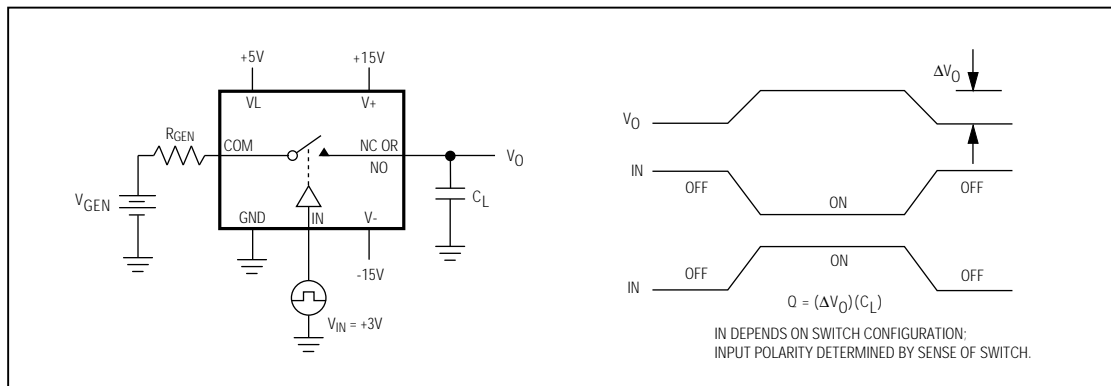 +5V
+15V
VL
V+
RGEN
COM
NC OR
NO
VO
VGEN
CL
GND
IN
V-
-15V
VIN = +3V
ΔVO
VO
IN
OFF
ON
OFF
IN
OFF
ON
OFF
Q = (ΔVO)(CL)
IN DEPENDS ON SWITCH CONFIGURATION;
INPUT POLARITY DETERMINED BY SENSE OF SWITCH.